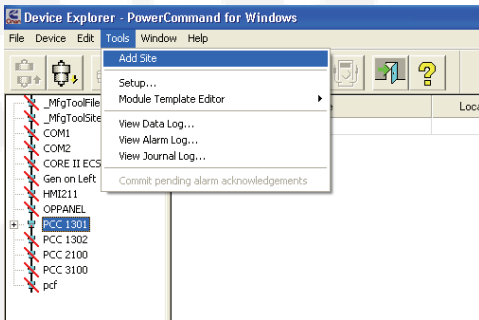 Device Explorer - PowerCommand for Windows
File Device Edit Tools Window Help
Add Site
Setup...
Module Template Editor
View Data Log...
View Alarm Log...
View Journal Log...
Commit pending alarm acknowledgements
_MfgToolFile
_MfgToolSite
COM1
COM2
CORE II ECS
Gen on Left
HMI211
OPPANEL
PCC 1301
PCC 1302
PCC 2100
PCC 3100
pcf